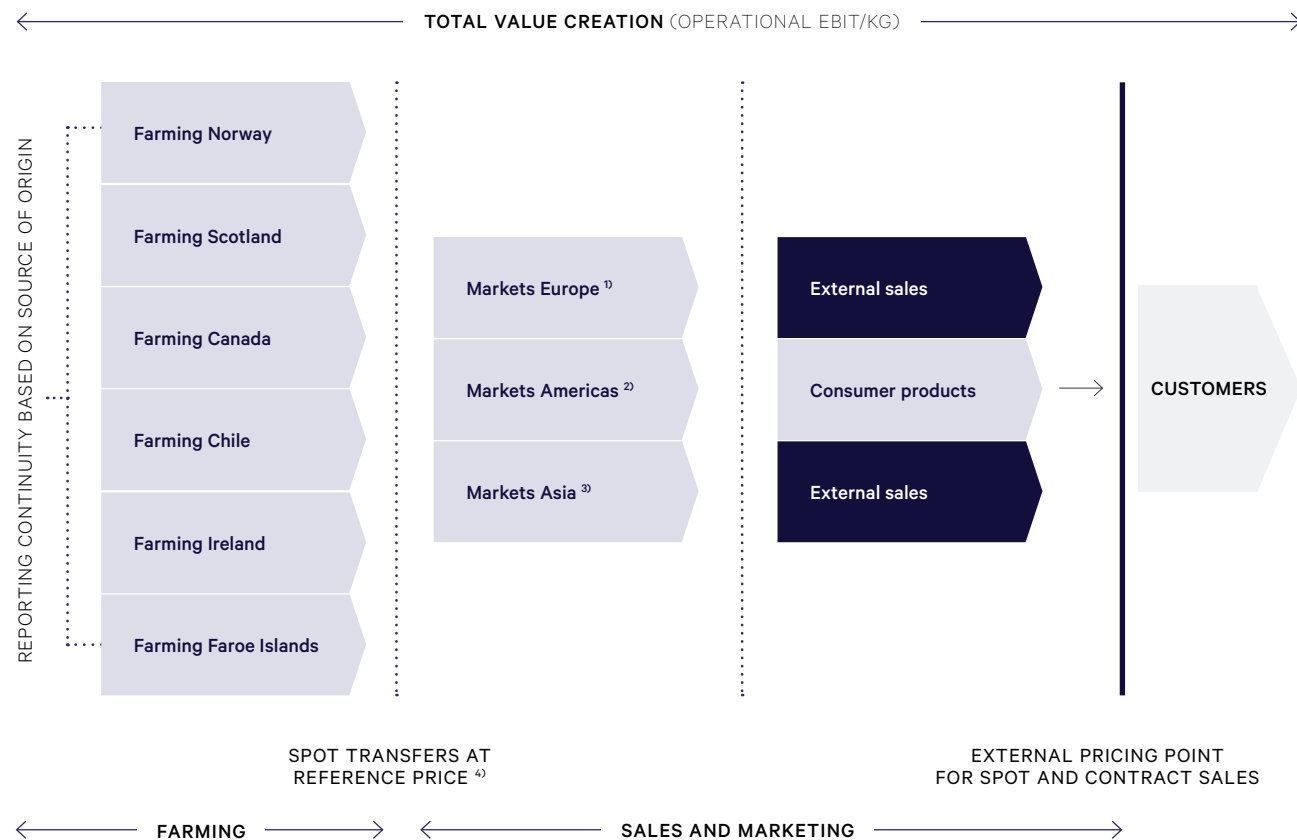 TOTAL VALUE CREATION (OPERATIONAL EBIT/KG)
REPORTING CONTINUITY BASED ON SOURCE OF ORIGIN
Farming Norway
Farming Scotland
Farming Canada
Farming Chile
Farming Ireland
Farming Faroe Islands
Markets Europe 1)
Markets Americas 2)
Markets Asia 3)
External sales
Consumer products
External sales
CUSTOMERS
SPOT TRANSFERS AT
REFERENCE PRICE 4)
EXTERNAL PRICING POINT
FOR SPOT AND CONTRACT SALES
FARMING
SALES AND MARKETING